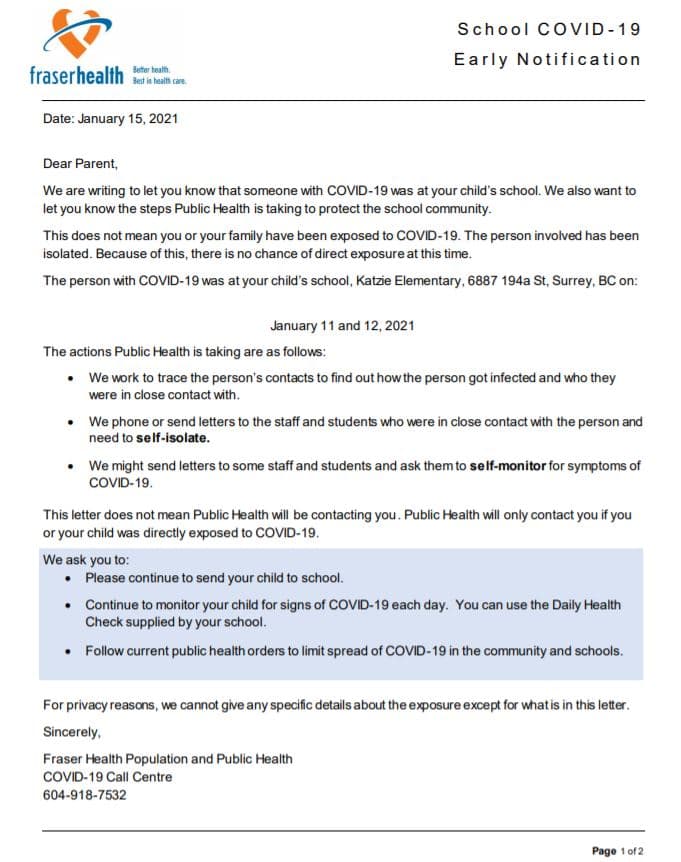 School COVID-19
Early Notification
fraserhealth
Better health.
Best in health care.
Date: January 15, 2021
Dear Parent,
We are writing to let you know that someone with COVID-19 was at your child's school. We also want to
let you know the steps Public Health is taking to protect the school community.
This does not mean you or your family have been exposed to COVID-19. The person involved has been
isolated. Because of this, there is no chance of direct exposure at this time.
The person with COVID-19 was at your child's school, Katzie Elementary, 6887 194a St, Surrey, BC on:
January 11 and 12, 2021
The actions Public Health is taking are as follows:
• We work to trace the person's contacts to find out how the person got infected and who they
were in close contact with.
• We phone or send letters to the staff and students who were in close contact with the person and
need to self-isolate.
• We might send letters to some staff and students and ask them to self-monitor for symptoms of
COVID-19.
This letter does not mean Public Health will be contacting you. Public Health will only contact you if you
or your child was directly exposed to COVID-19.
We ask you to:
• Please continue to send your child to school.
• Continue to monitor your child for signs of COVID-19 each day. You can use the Daily Health
Check supplied by your school.
• Follow current public health orders to limit spread of COVID-19 in the community and schools.
For privacy reasons, we cannot give any specific details about the exposure except for what is in this letter.
Sincerely,
Fraser Health Population and Public Health
COVID-19 Call Centre
604-918-7532
Page 1 of 2